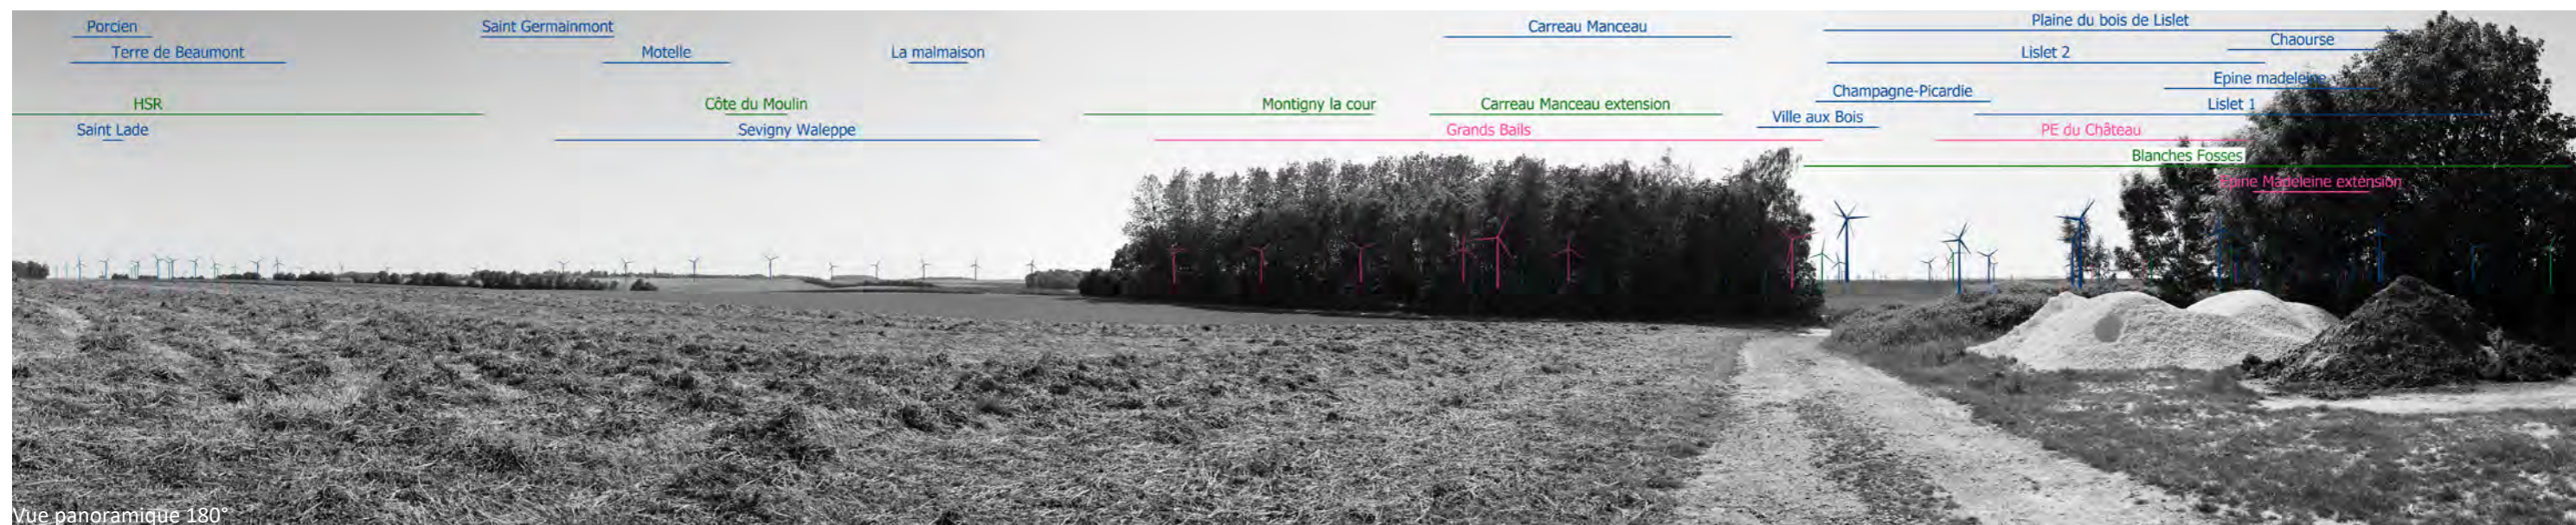 Porcien
Saint Germainmont
Carreau Manceau
Plaine du bois de Lislet
Terre de Beaumont
Motelle
La malmaison
Lislet 2
Chaourse
Epine madeleine
Champagne-Picardie
HSR
Côte du Moulin
Montigny la cour
Carreau Manceau extension
Lislet 1
Ville aux Bois
Saint Lade
Sevigny Waleppe
Grands Bails
PE du Château
Blanches Fosses
Epine Madeleine extension
Vue panoramique 180°